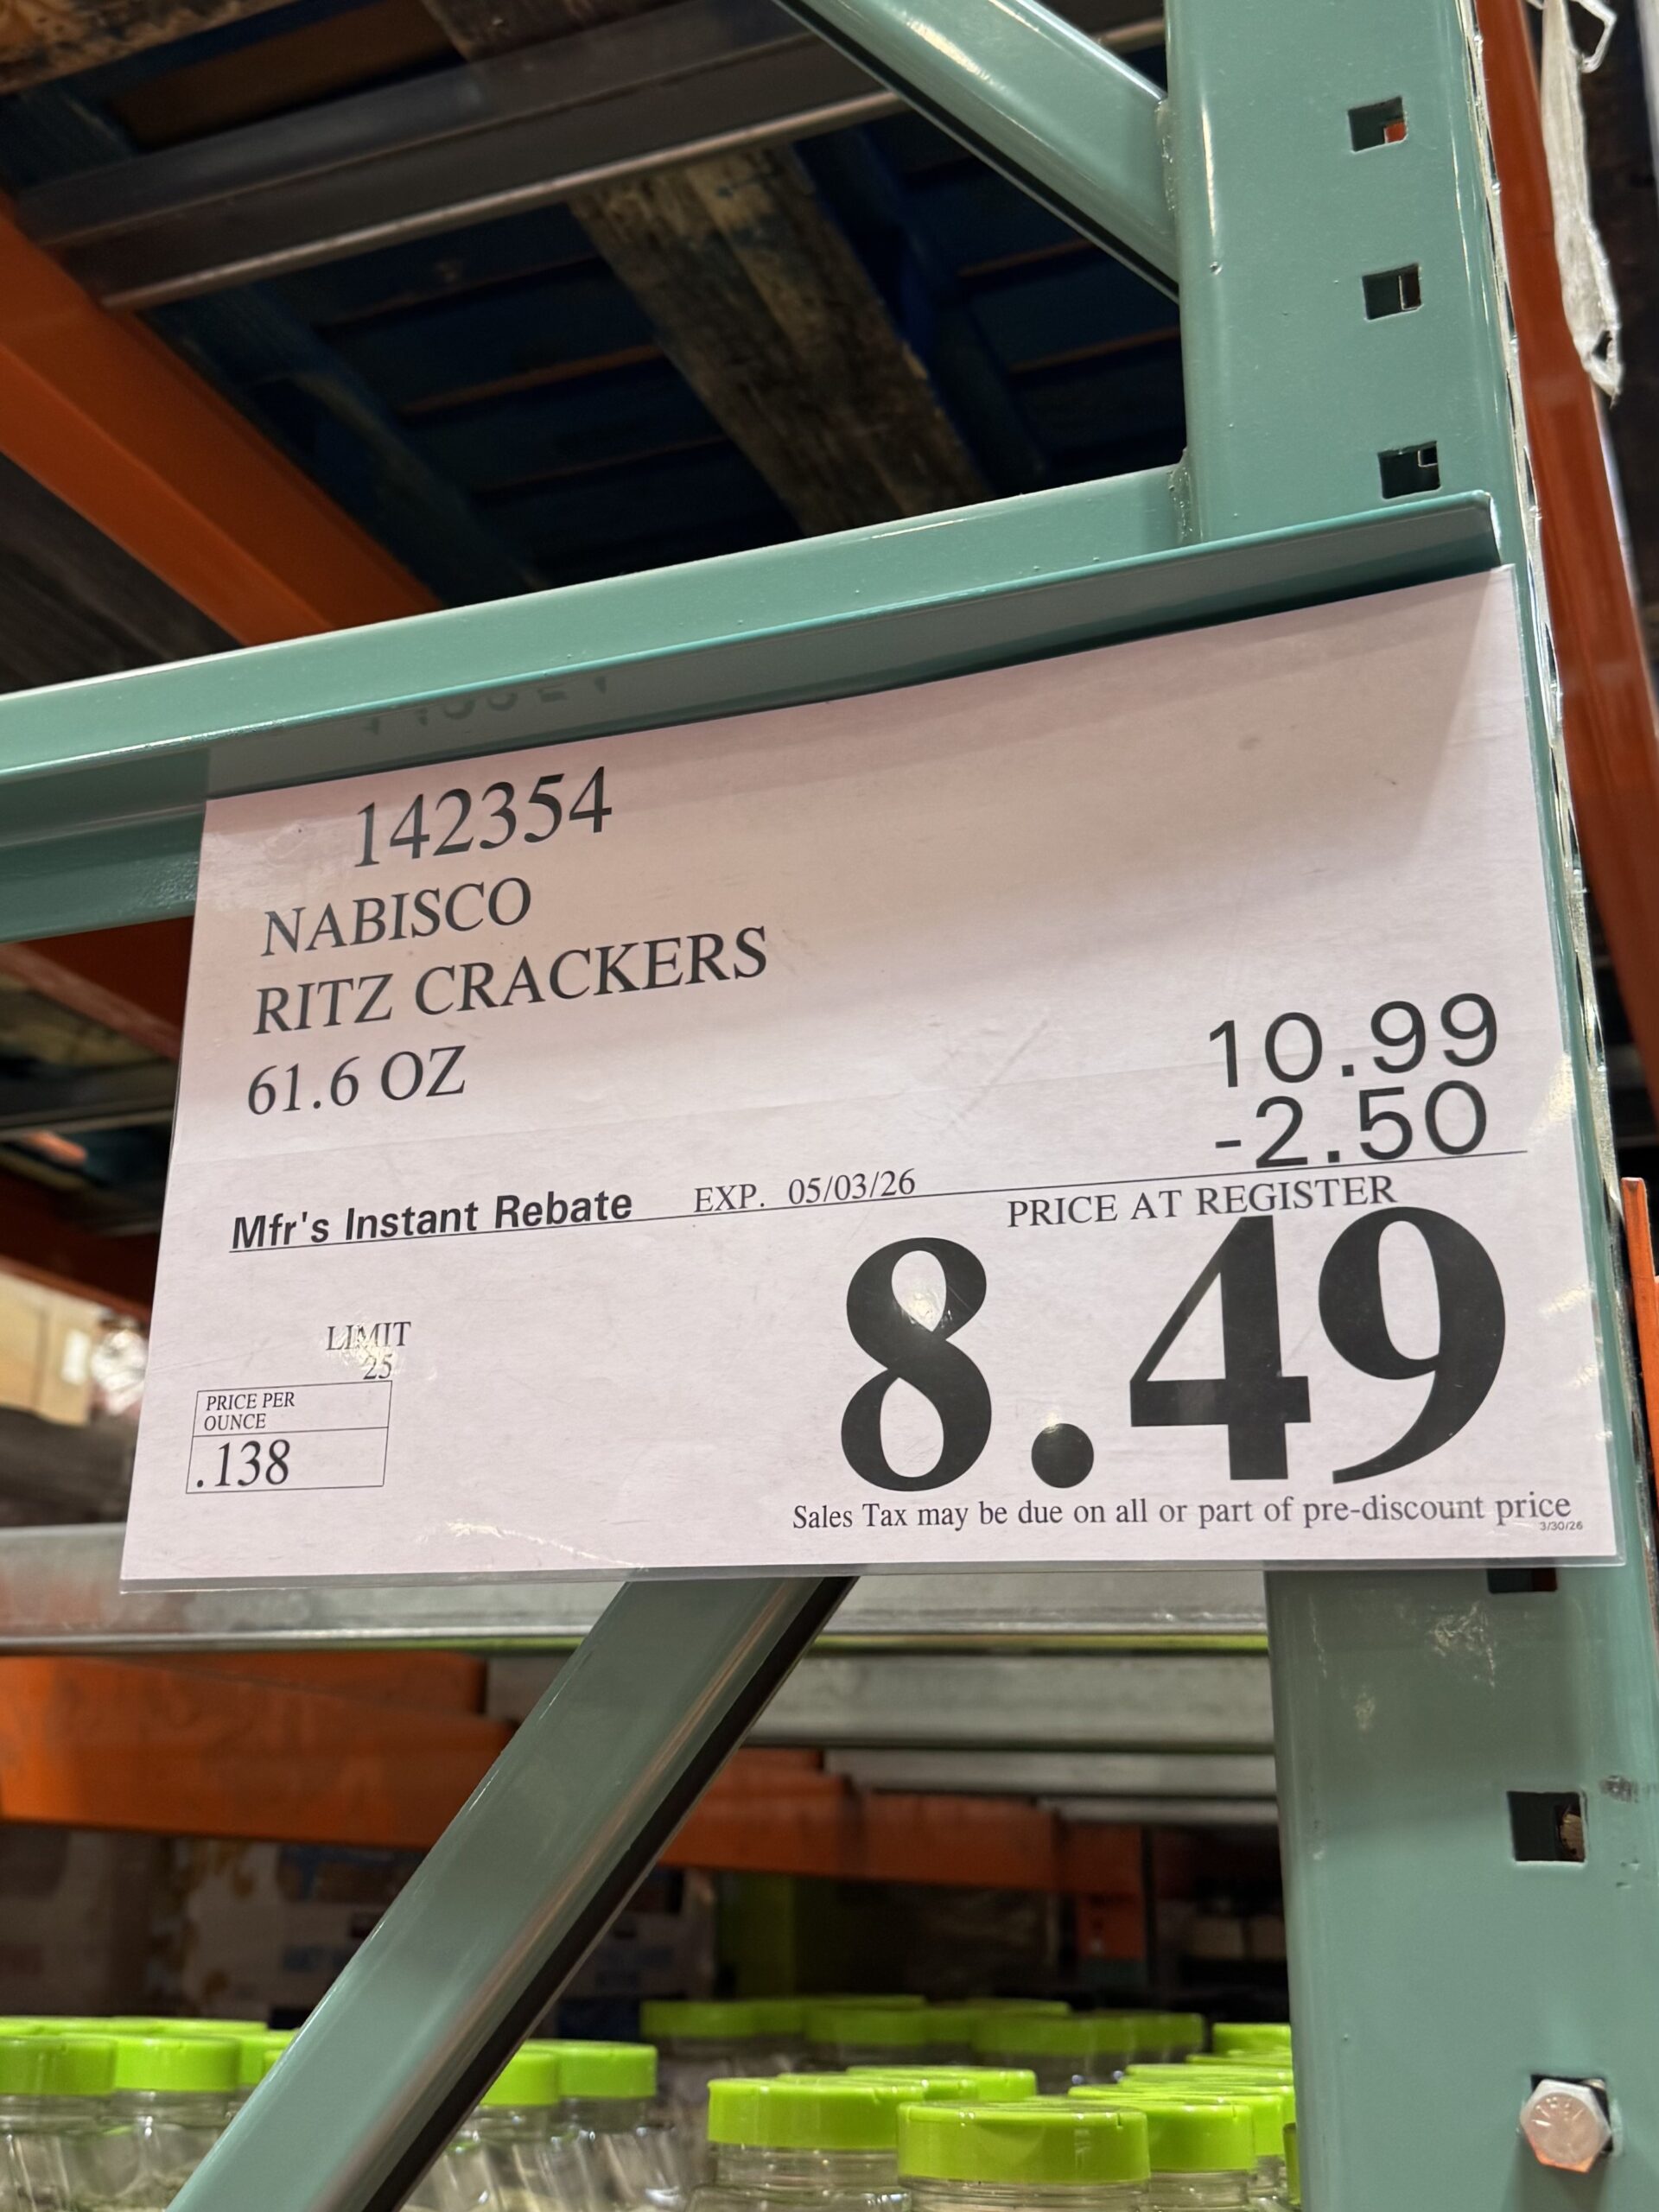 142354
NABISCO
RITZ CRACKERS
61.6 OZ
10.99
-2.50
Mfr's Instant Rebate EXP. 05/03/26
PRICE AT REGISTER
8.49
LIMIT
25
PRICE PER
OUNCE
.138
Sales Tax may be due on all or part of pre-discount price
3/30/26